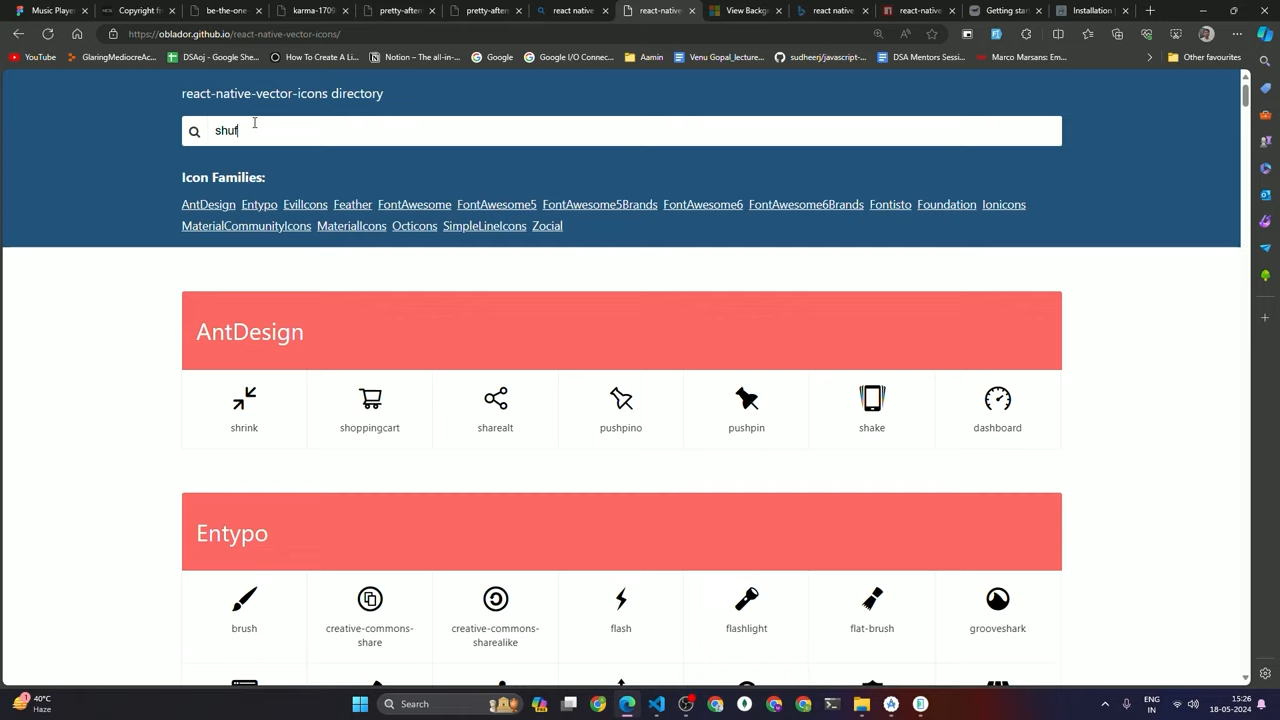 Music Player
Copyright fr
be-the-one-
karma-1709
pretty-aftern
pretty-aftern
react native
react-native-
View Backg
react native
react-native
Getting star
Installation
https://oblador.github.io/react-native-vector-icons/
YouTube
GlaringMediocreAc...
DSAoj - Google She...
How To Create A Li...
Notion – The all-in-...
Google
Google I/O Connec...
Aamin
Venu Gopal_lecture...
sudheerj/javascript-...
DSA Mentors Sessi...
Marco Marsans: Em...
Other favourites
react-native-vector-icons directory
shuf
Icon Families:
AntDesign Entypo EvilIcons Feather FontAwesome FontAwesome5 FontAwesome5Brands FontAwesome6 FontAwesome6Brands Fontisto Foundation Ionicons
MaterialCommunityIcons MaterialIcons Octicons SimpleLineIcons Zocial
AntDesign
shrink shoppingcart sharealt pushpino pushpin shake dashboard
Entypo
brush creative-commons-share creative-commons-sharealike flash flashlight flat-brush grooveshark
40°C
Haze
Search
ENG
IN
15:26
18-05-2024